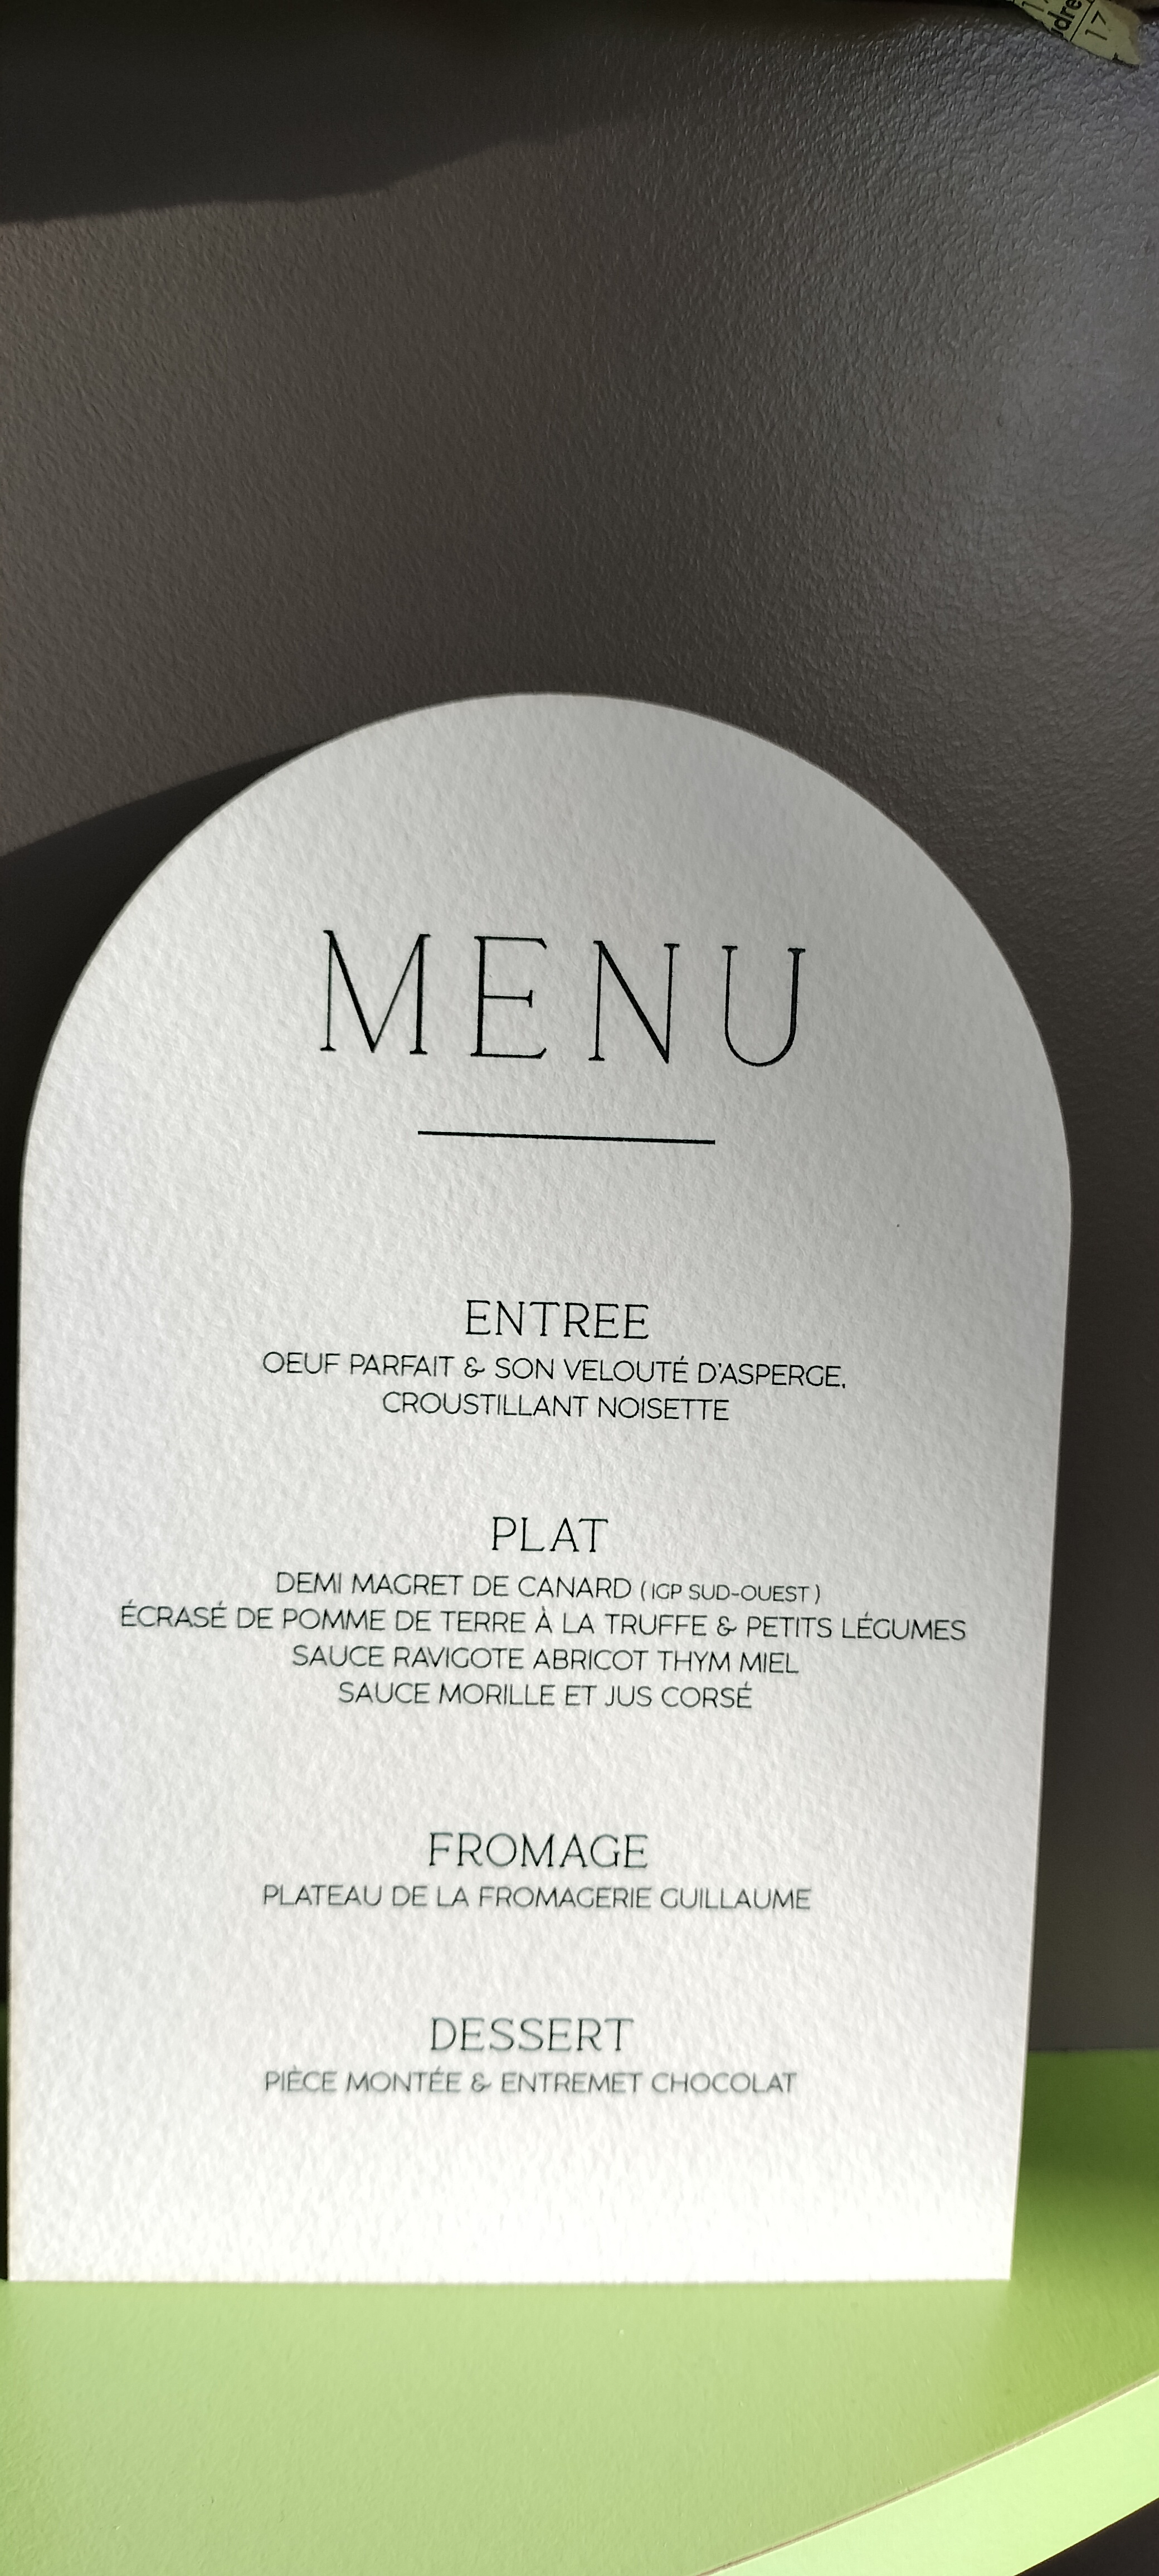 udre
17
MENU
ENTREE
OEUF PARFAIT & SON VELOUTÉ D'ASPERGE,
CROUSTILLANT NOISETTE
PLAT
DEMI MAGRET DE CANARD ( IGP SUD-OUEST )
ÉCRASÉ DE POMME DE TERRE À LA TRUFFE & PETITS LÉGUMES
SAUCE RAVIGOTE ABRICOT THYM MIEL
SAUCE MORILLE ET JUS CORSÉ
FROMAGE
PLATEAU DE LA FROMAGERIE GUILLAUME
DESSERT
PIÈCE MONTÉE & ENTREMET CHOCOLAT